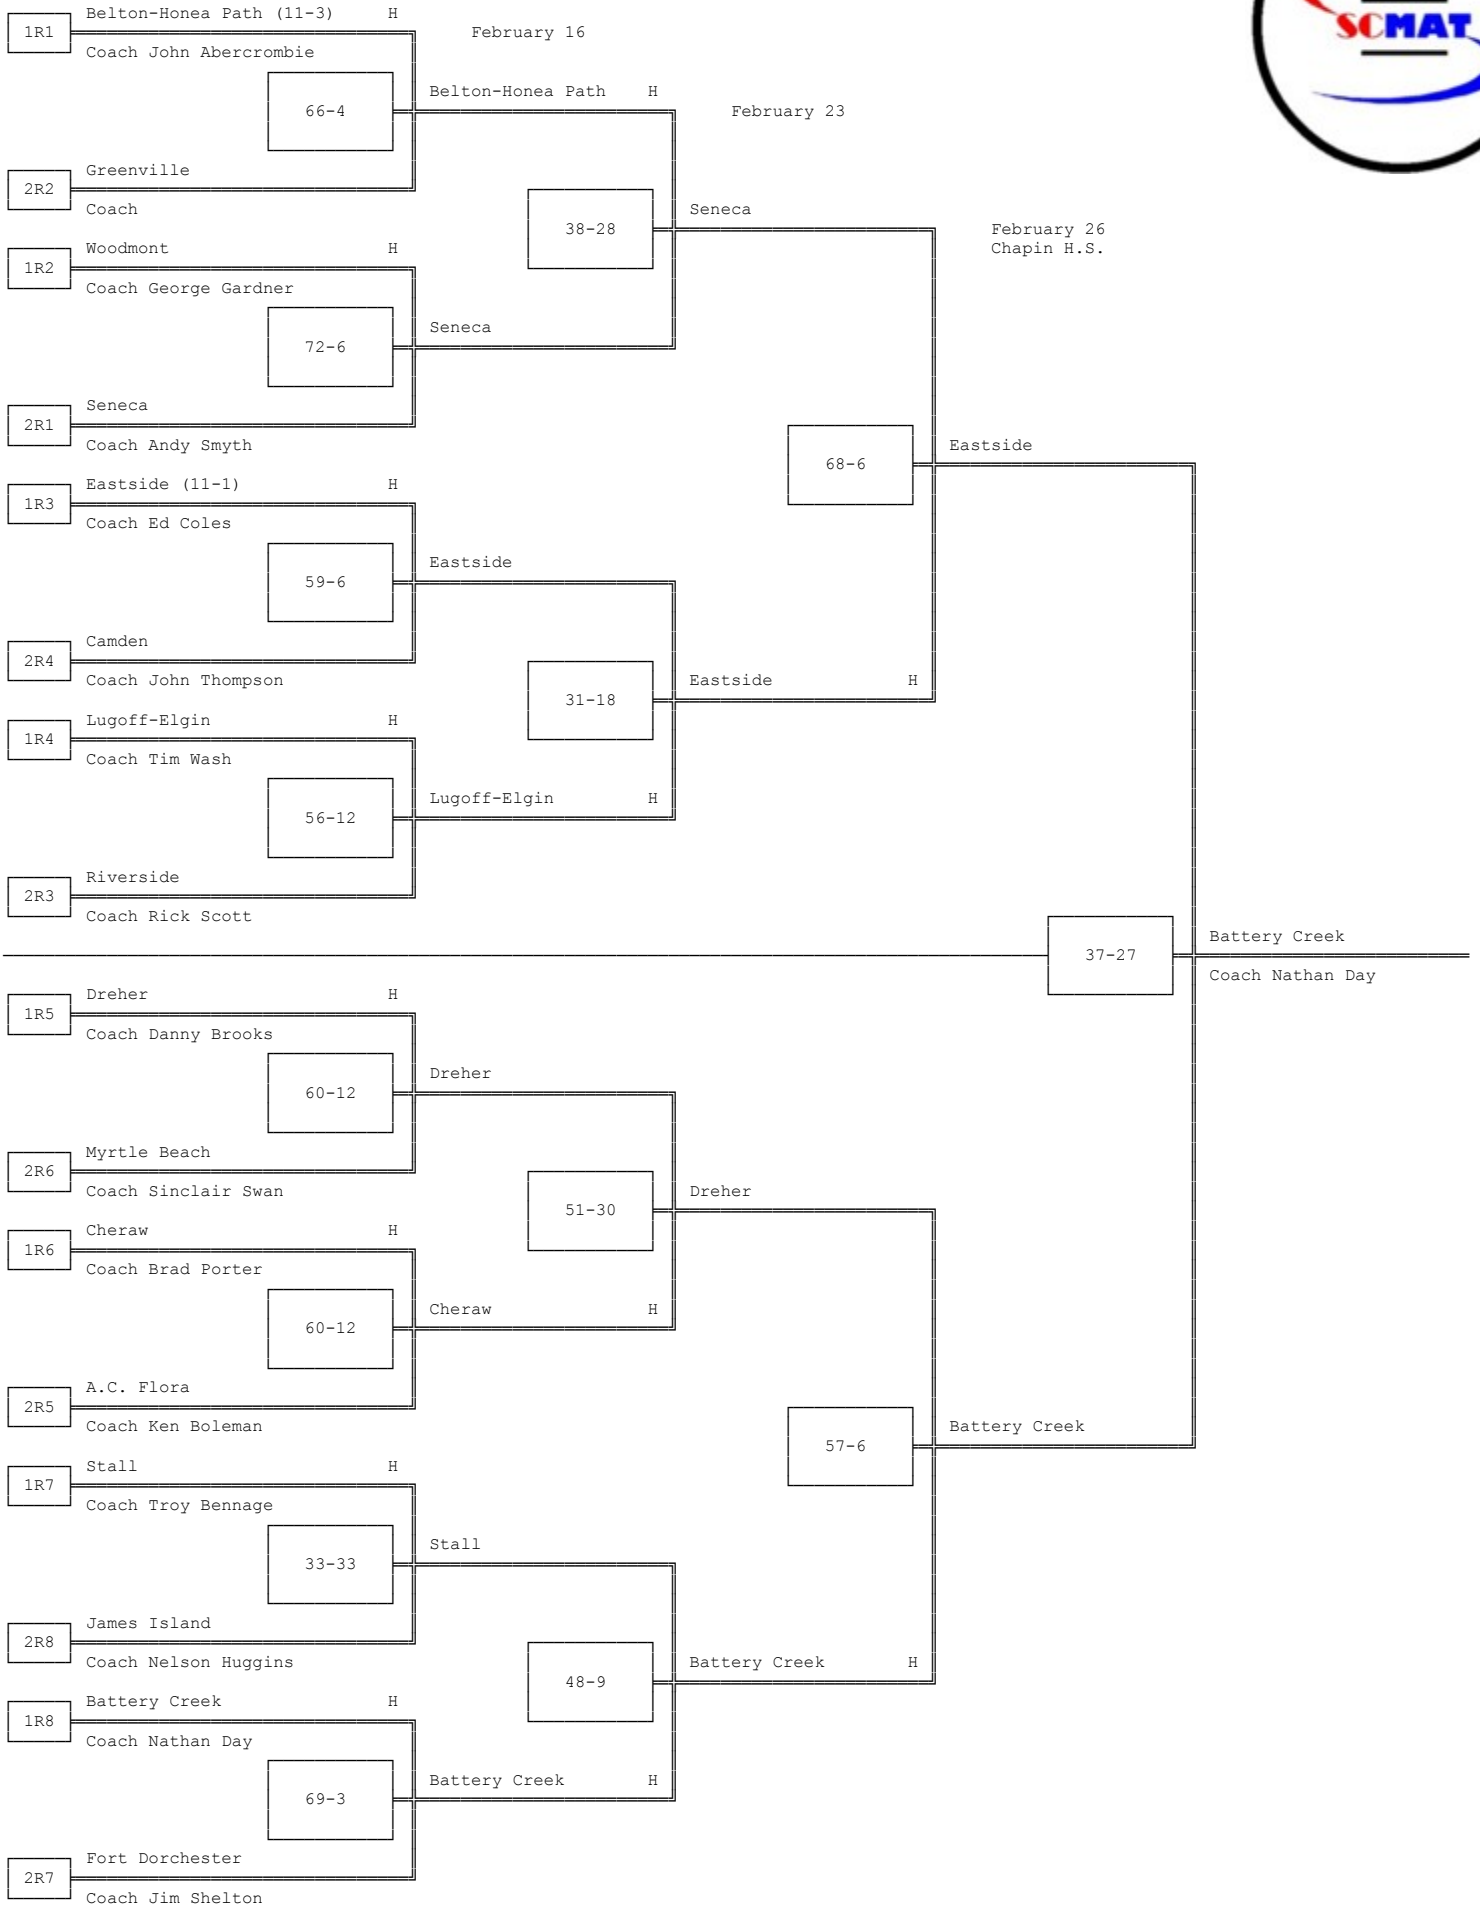 Belton-Honea Path (11-3) H
1R1
February 16
SCMAT
Coach John Abercrombie
Belton-Honea Path H
66-4
February 23
Greenville
2R2
Coach
Seneca
38-28
February 26
Chapin H.S.
Woodmont H
1R2
Coach George Gardner
Seneca
72-6
Seneca
2R1
Coach Andy Smyth
Eastside
68-6
Eastside (11-1) H
1R3
Coach Ed Coles
Eastside
59-6
Camden
2R4
Coach John Thompson
Eastside H
31-18
Lugoff-Elgin H
1R4
Coach Tim Wash
Lugoff-Elgin H
56-12
Riverside
2R3
Coach Rick Scott
Battery Creek
37-27
Coach Nathan Day
Dreher H
1R5
Coach Danny Brooks
Dreher
60-12
Myrtle Beach
2R6
Coach Sinclair Swan
Dreher
51-30
Cheraw H
1R6
Coach Brad Porter
Cheraw H
60-12
A.C. Flora
2R5
Coach Ken Boleman
Battery Creek
57-6
Stall H
1R7
Coach Troy Bennage
Stall
33-33
James Island
2R8
Coach Nelson Huggins
Battery Creek H
48-9
Battery Creek H
1R8
Coach Nathan Day
Battery Creek H
69-3
Fort Dorchester
2R7
Coach Jim Shelton